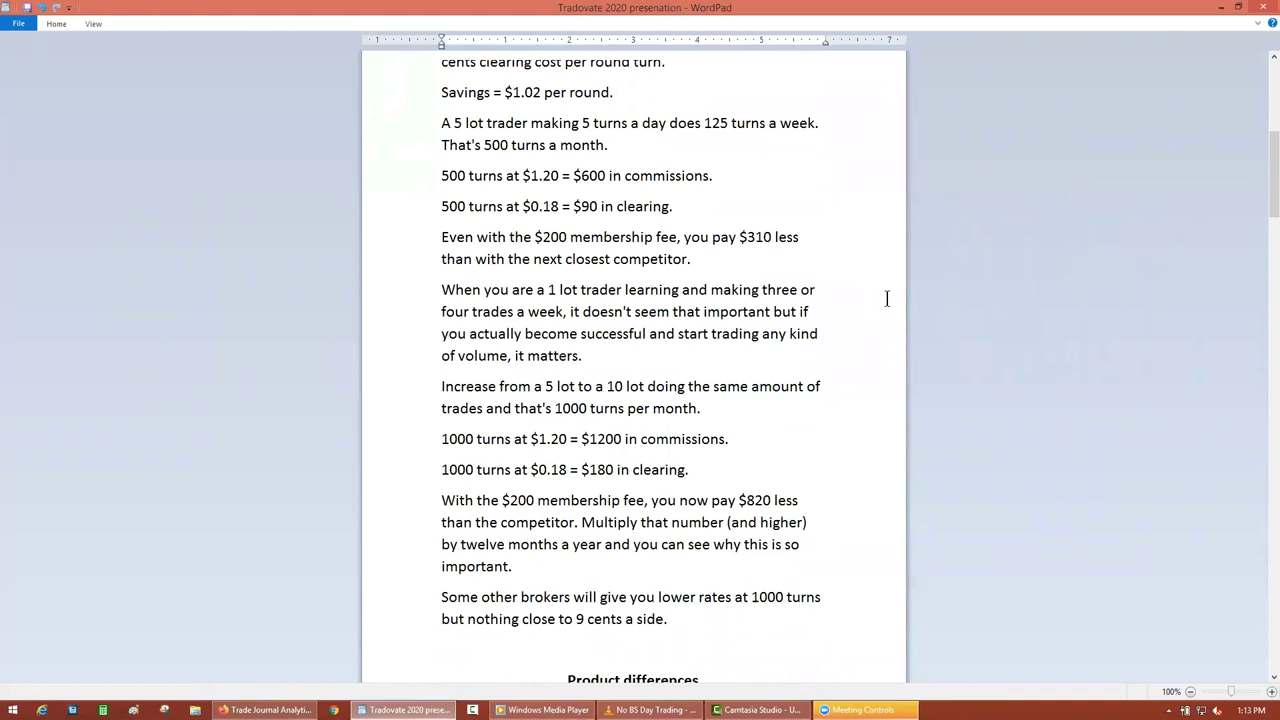 Tradovate 2020 presenation - WordPad
File Home View
1 1 2 3 4 5 7
cents clearing cost per round turn.
Savings = $1.02 per round.
A 5 lot trader making 5 turns a day does 125 turns a week.
That's 500 turns a month.
500 turns at $1.20 = $600 in commissions.
500 turns at $0.18 = $90 in clearing.
Even with the $200 membership fee, you pay $310 less
than with the next closest competitor.
When you are a 1 lot trader learning and making three or
four trades a week, it doesn't seem that important but if
you actually become successful and start trading any kind
of volume, it matters.
Increase from a 5 lot to a 10 lot doing the same amount of
trades and that's 1000 turns per month.
1000 turns at $1.20 = $1200 in commissions.
1000 turns at $0.18 = $180 in clearing.
With the $200 membership fee, you now pay $820 less
than the competitor. Multiply that number (and higher)
by twelve months a year and you can see why this is so
important.
Some other brokers will give you lower rates at 1000 turns
but nothing close to 9 cents a side.
Product differences
100%
Trade Journal Analyti... Tradovate 2020 prese... Windows Media Player No BS Day Trading - ... Camtasia Studio - U... Meeting Controls 1:13 PM